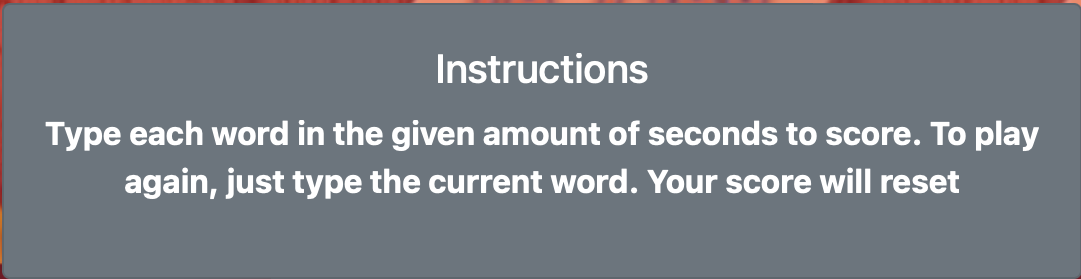 Instructions
Type each word in the given amount of seconds to score. To play
again, just type the current word. Your score will reset